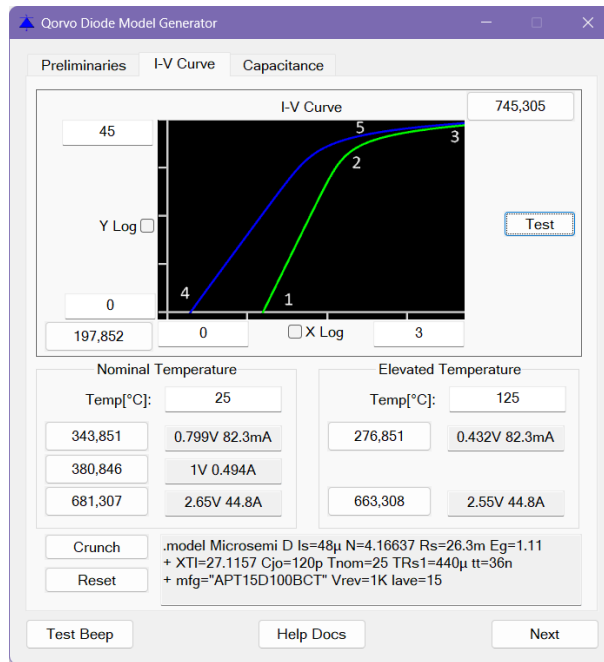 Qorvo Diode Model Generator
Preliminaries I-V Curve Capacitance
I-V Curve 745,305
45
5
3
2
Y Log Test
4
1
0
197,852 0 X Log 3
Nominal Temperature Elevated Temperature
Temp[°C]: 25 Temp[°C]: 125
343,851 0.799V 82.3mA 276,851 0.432V 82.3mA
380,846 1V 0.494A
681,307 2.65V 44.8A 663,308 2.55V 44.8A
Crunch .model Microsemi D Is=48µ N=4.16637 Rs=26.3m Eg=1.11
+ XTI=27.1157 Cjo=120p Tnom=25 TRs1=440µ tt=36n
Reset + mfg="APT15D100BCT" Vrev=1K Iave=15
Test Beep Help Docs Next